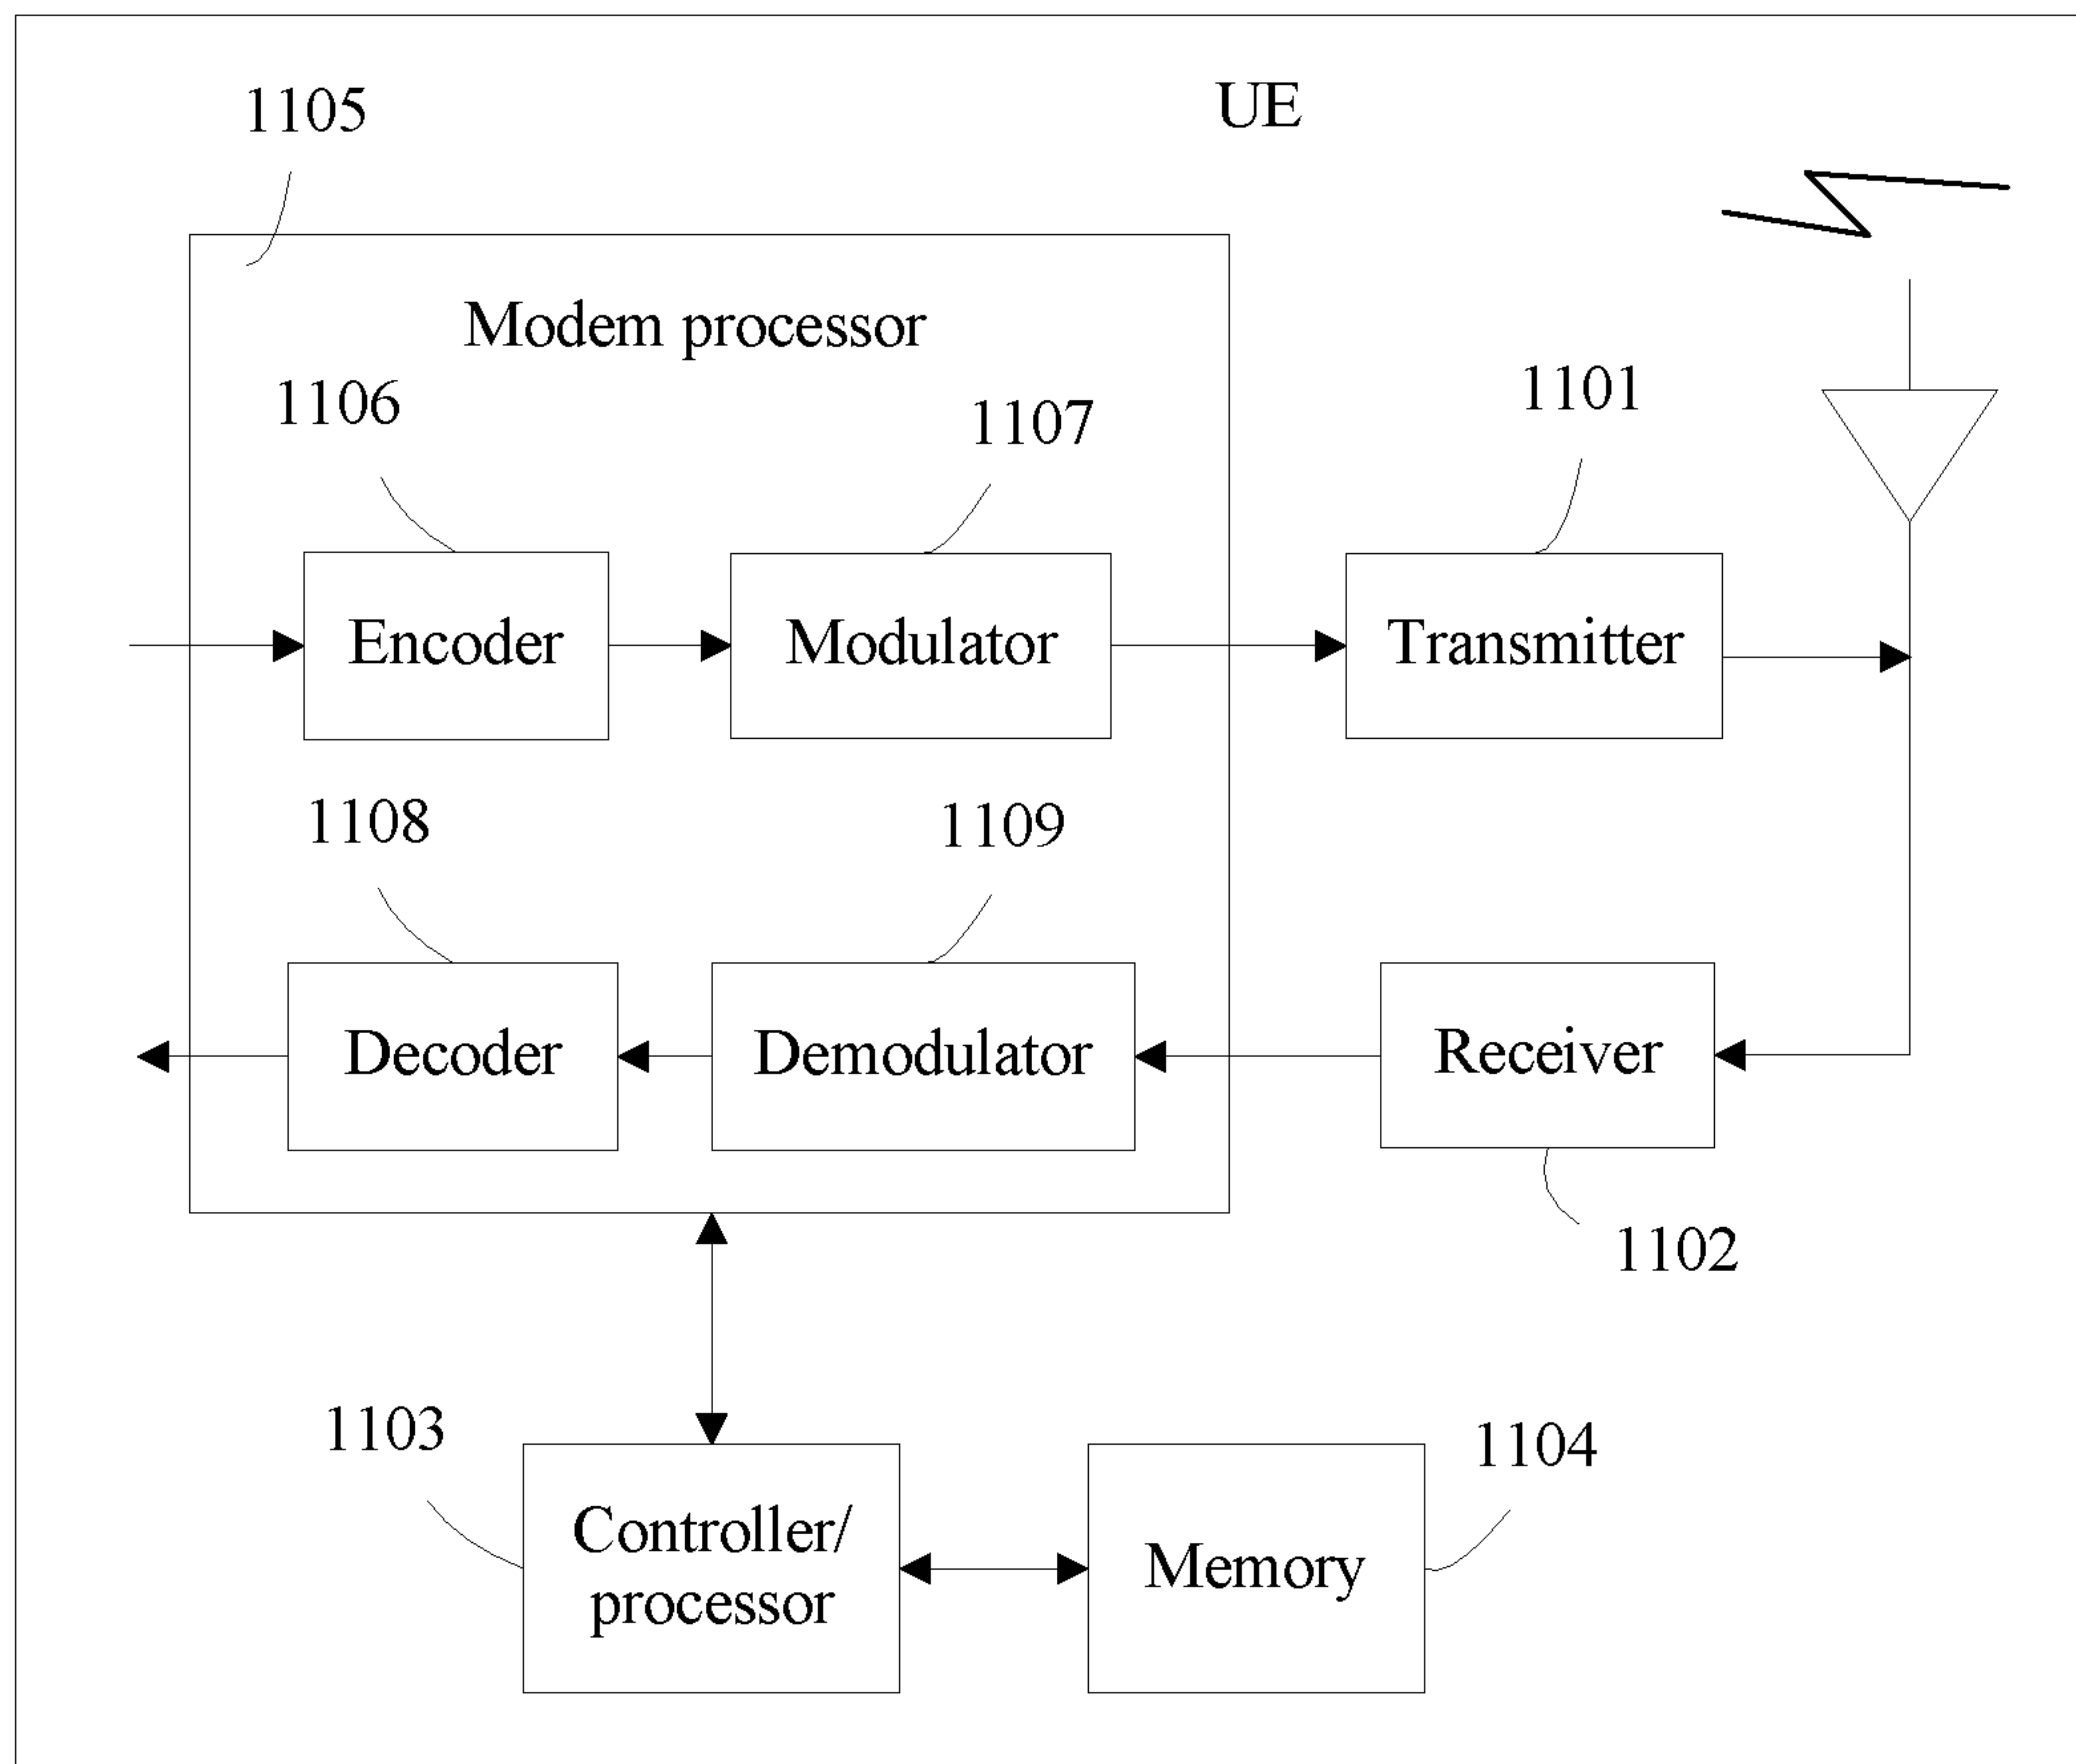 1105
UE
Modem processor
1106
1107
1101
Encoder
Modulator
Transmitter
1108
1109
Decoder
Demodulator
Receiver
1102
1103
1104
Controller/
processor
Memory